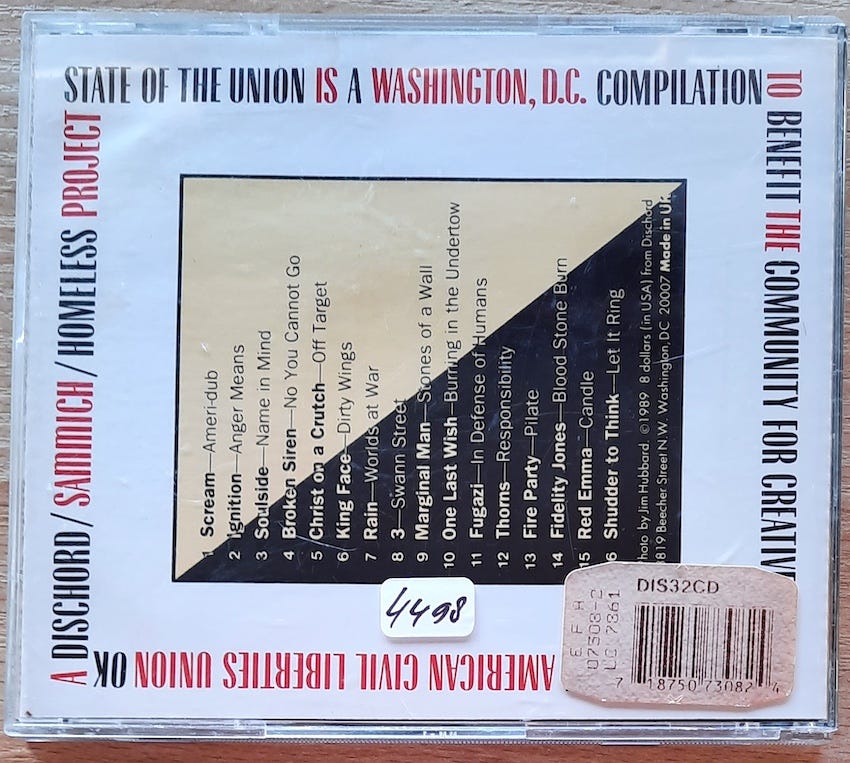 STATE OF THE UNION IS A WASHINGTON, D.C. COMPILATION
TO BENEFIT THE COMMUNITY FOR CREATIVE
AMERICAN CIVIL LIBERTIES UNION OK
A DISCHORD / SAMMICH / HOMELESS PROJECT
1 Scream—Ameri-dub
2 Ignition—Anger Means
3 Soulside—Name in Mind
4 Broken Siren—No You Cannot Go
5 Christ on a Crutch—Off Target
6 King Face—Dirty Wings
7 Rain—Worlds at War
8 3—Swann Street
9 Marginal Man—Stones of a Wall
10 One Last Wish—Burning in the Undertow
11 Fugazi—In Defense of Humans
12 Thorns—Responsibility
13 Fire Party—Pilate
14 Fidelity Jones—Blood Stone Burn
15 Red Emma—Candle
6 Shudder to Think—Let It Ring
hoto by Jim Hubbard. ©1989 8 dollars (in USA) from Dischord
819 Beecher Street N.W. Washington, DC 20007 Made in UK
4498
EFA
07308-2
LC 7861
DIS32CD
7 18750 73082 4